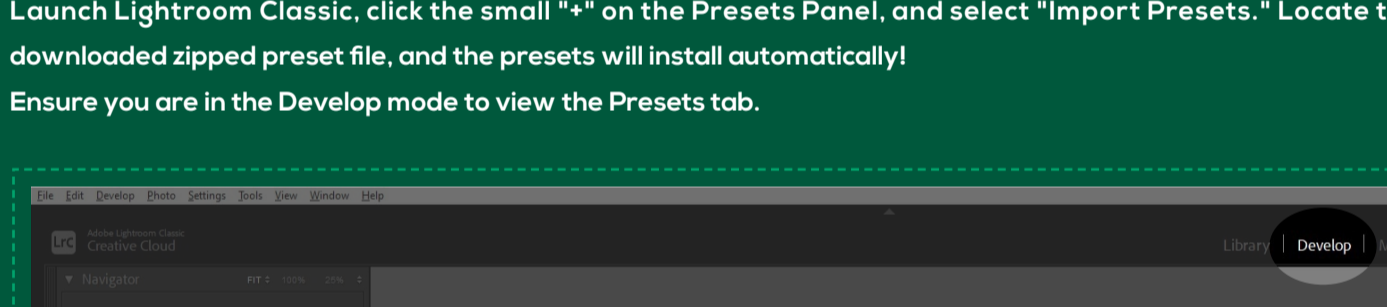 Launch Lightroom Classic, click the small "+" on the Presets Panel, and select "Import Presets." Locate t
downloaded zipped preset file, and the presets will install automatically!
Ensure you are in the Develop mode to view the Presets tab.
File Edit Develop Photo Settings Tools View Window Help
Lrc Adobe Lightroom Classic
Creative Cloud
Library | Develop | M
Navigator FIT 100% 25%